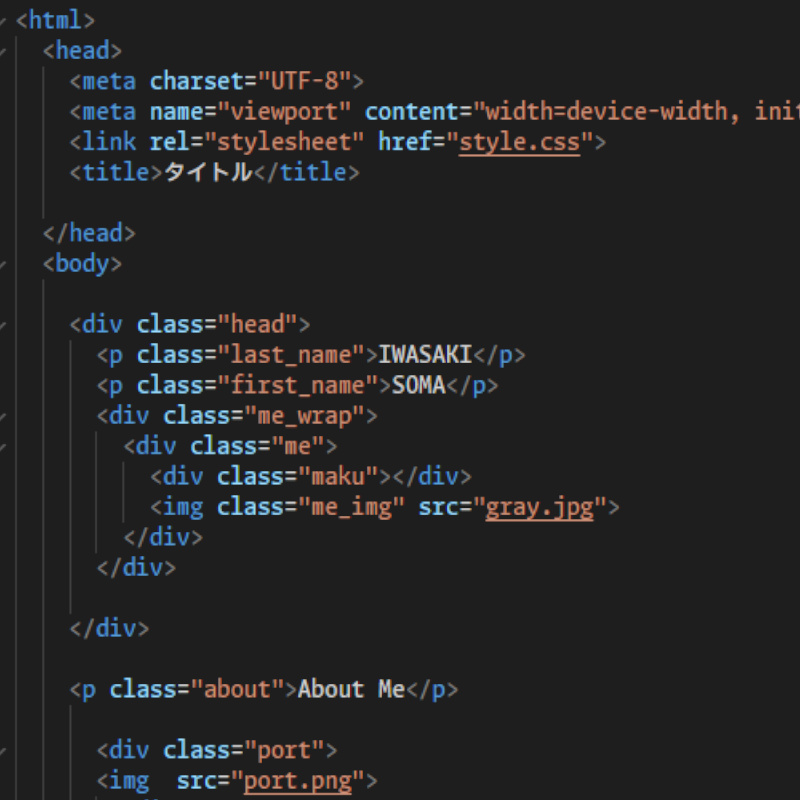 <html>
<head>
<meta charset="UTF-8">
<meta name="viewport" content="width=device-width, init
<link rel="stylesheet" href="style.css">
<title>タイトル</title>
</head>
<body>
<div class="head">
<p class="last_name">IWASAKI</p>
<p class="first_name">SOMA</p>
<div class="me_wrap">
<div class="me">
<div class="maku"></div>
<img class="me_img" src="gray.jpg">
</div>
</div>
</div>
<p class="about">About Me</p>
<div class="port">
<img  src="port.png">